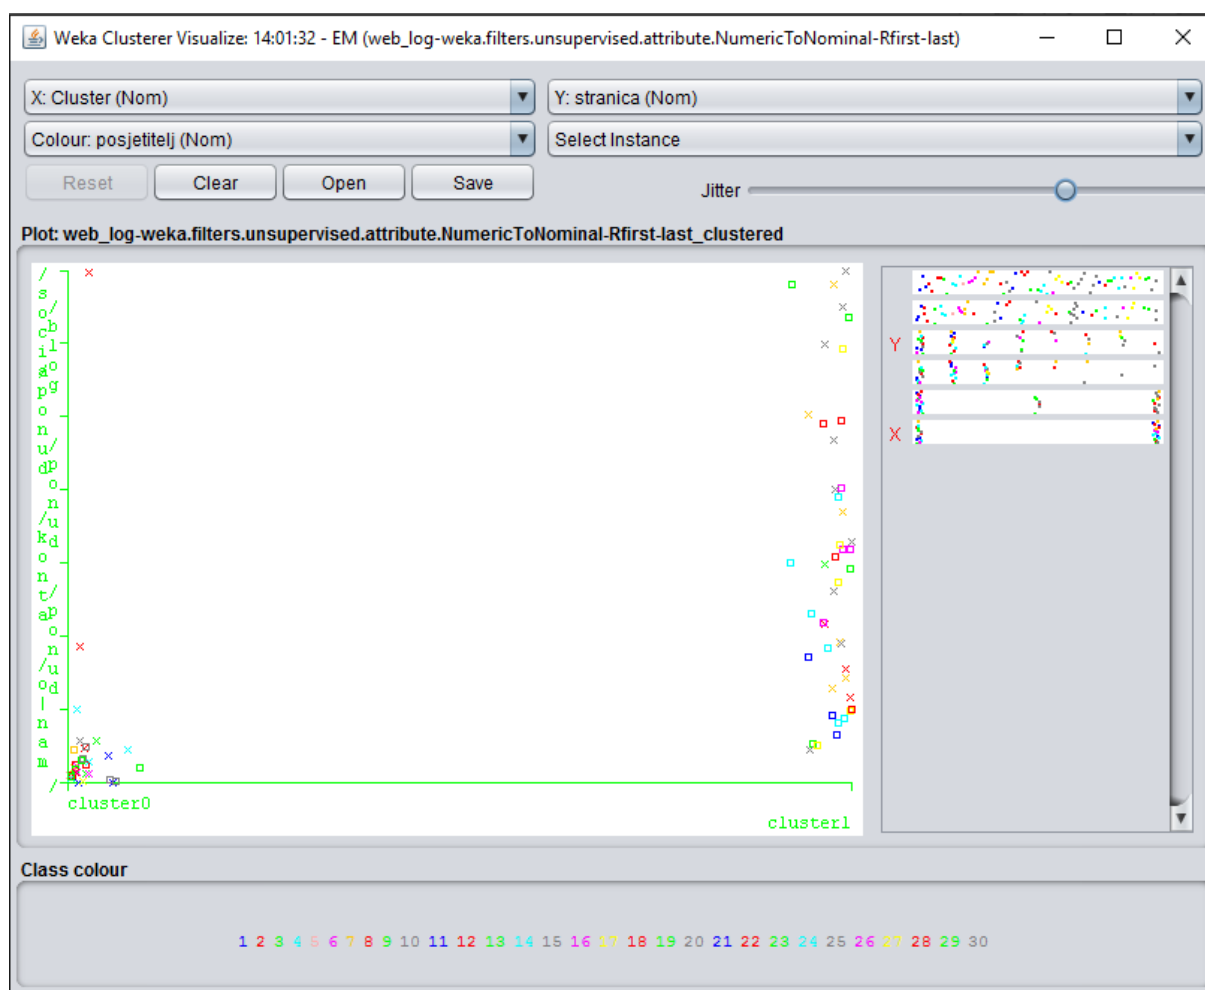 Weka Clusterer Visualize: 14:01:32 - EM (web_log-weka.filters.unsupervised.attribute.NumericToNominal-Rfirst-last)
X: Cluster (Nom)
Y: stranica (Nom)
Colour: posjetitelj (Nom)
Select Instance
Reset
Clear
Open
Save
Jitter
Plot: web_log-weka.filters.unsupervised.attribute.NumericToNominal-Rfirst-last_clustered
Y
X
cluster0
cluster1
Class colour
1 2 3 4 5 6 7 8 9 10 11 12 13 14 15 16 17 18 19 20 21 22 23 24 25 26 27 28 29 30